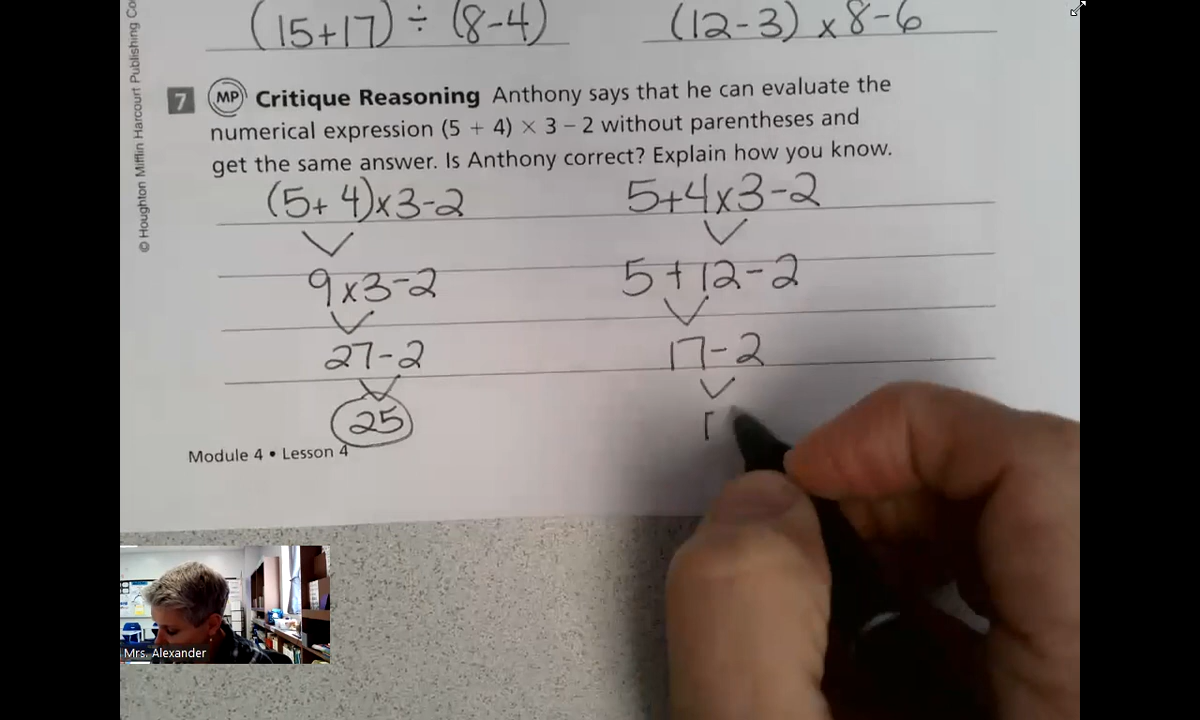 (15+17) ÷ (8-4)
(12-3) x 8-6
© Houghton Mifflin Harcourt Publishing Co
7 MP Critique Reasoning Anthony says that he can evaluate the
numerical expression (5 + 4) × 3 – 2 without parentheses and
get the same answer. Is Anthony correct? Explain how you know.
(5+4)x3-2
9x3-2
27-2
25
5+4x3-2
5+12-2
17-2
Module 4 • Lesson 4
Mrs. Alexander